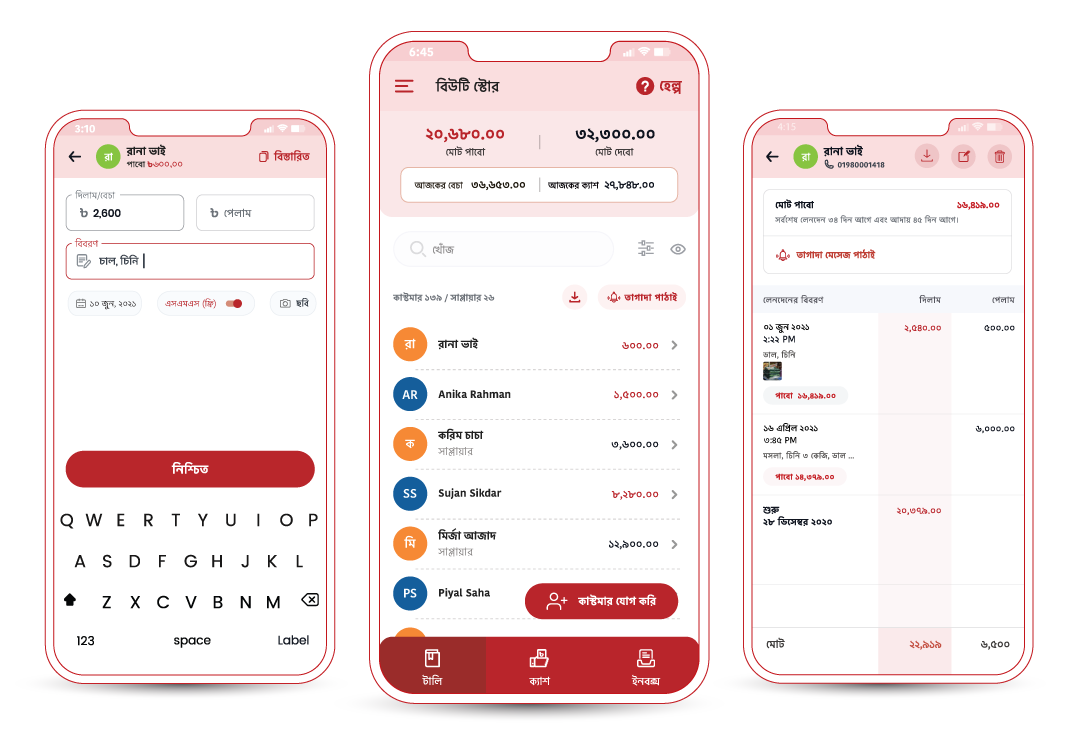 3:10
রানা ভাই
পাবো ৳৬০০.০০
বিস্তারিত
দিলাম/বেচা
৳ 2,600
৳ পেলাম
বিবরণ
চাল, চিনি
১০ জুন, ২০২১
এসএমএস (ফ্রি)
ছবি
নিশ্চিত
Q W E R T Y U I O P
A S D F G H J K L
Z X C V B N M
123 space Label
6:45
বিউটি স্টোর
? হেল্প
২০,৬৮০.০০
মোট পাবো
৩২,৩০০.০০
মোট দেবো
আজকের বেচা ৩৬,৬৫৩.০০
আজকের ক্যাশ ২৭,৮৪৮.০০
খোঁজ
কাস্টমার ১৩৯ / সাপ্লায়ার ২৬
তাগাদা পাঠাই
রা রানা ভাই ৬০০.০০
AR Anika Rahman ১,৫০০.০০
ক করিম চাচা ৩,৬০০.০০
সাপ্লায়ার
SS Sujan Sikdar ৮,২৮০.০০
মি মির্জা আজাদ ১২,৯০০.০০
সাপ্লায়ার
PS Piyal Saha
কাস্টমার যোগ করি
টালি
ক্যাশ
ইনবক্স
4:15
রা রানা ভাই
01980001418
মোট পাবো ১৬,৪১৯.০০
সর্বশেষ লেনদেন ৩৪ দিন আগে এবং আদায় ৪৫ দিন আগে।
তাগাদা মেসেজ পাঠাই
লেনদেনের বিবরণ দিলাম পেলাম
০১ জুন ২০২১ ২,৫৪০.০০ ৫০০.০০
২:২২ PM
ডাল, চিনি
পাবো ১৬,৪১৯.০০
১৬ এপ্রিল ২০২১ ৬,০০০.০০
৩:৪৫ PM
মসলা, চিনি ৩ কেজি, ডাল ...
পাবো ১৪,৩৭৯.০০
শুরু ২০,৩৭৯.০০
২৮ ডিসেম্বর ২০২০
মোট ২২,৯১৯ ৬,৫০০